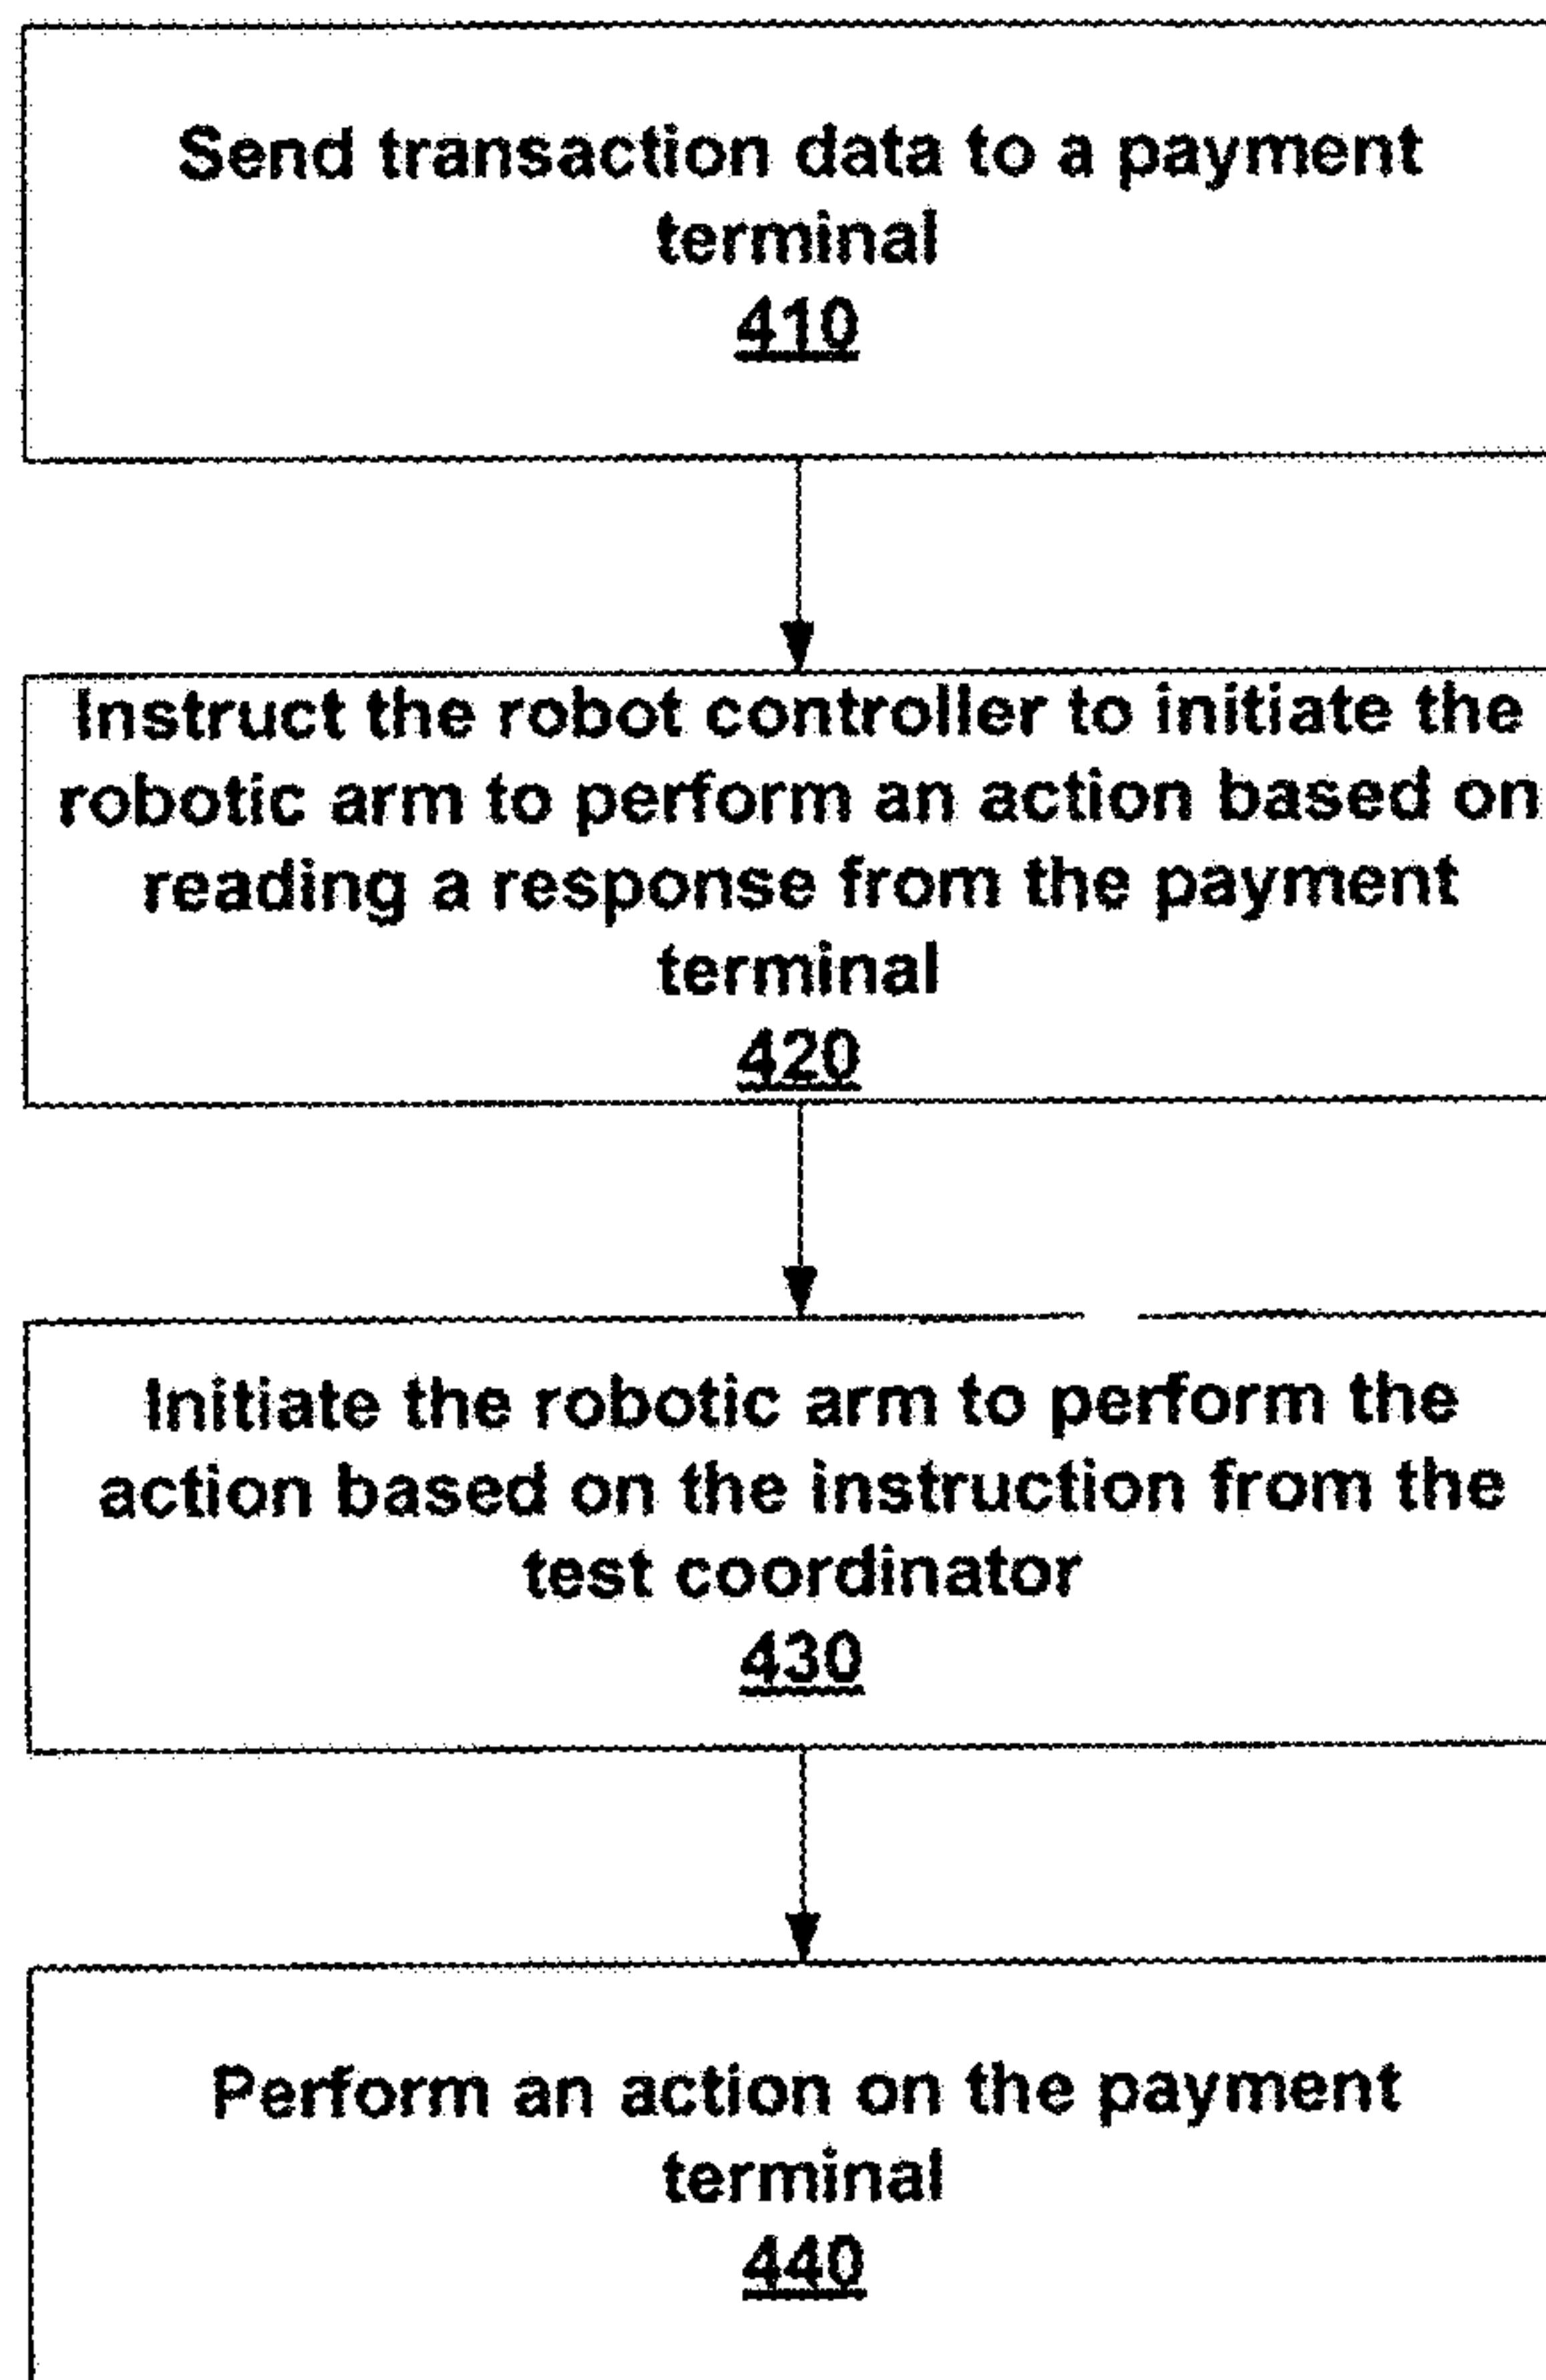 Send transaction data to a payment
terminal
410
Instruct the robot controller to initiate the
robotic arm to perform an action based on
reading a response from the payment
terminal
420
Initiate the robotic arm to perform the
action based on the instruction from the
test coordinator
430
Perform an action on the payment
terminal
440